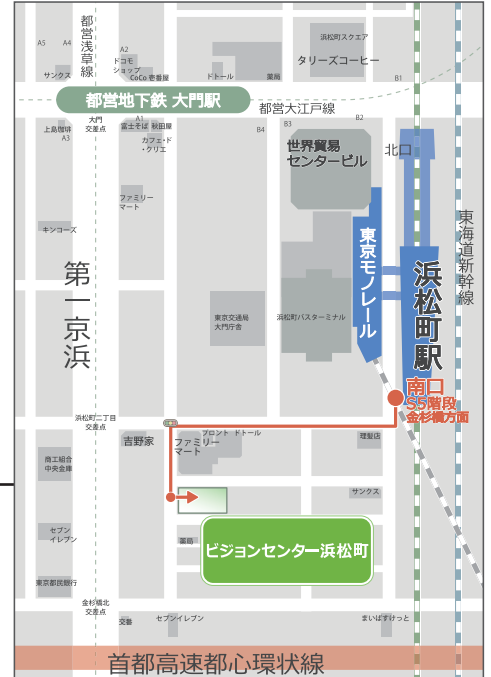 都営浅草線
A5
A4
A2
ドコモ
ショップ
サンクス
CoCo 壱番屋
ドトール
薬局
浜松町スクエア
タリーズコーヒー
B1
都営地下鉄 大門駅
都営大江戸線
大門
交差点
上島珈琲
A3
A1
富士そば
秋田屋
カフェ・ド
・クリエ
B4
B3
B2
世界貿易
センタービル
北口
ファミリー
マート
キンコーズ
東海道新幹線
東京モノレール
浜松町駅
第一京浜
東京交通局
大門庁舎
浜松町バスターミナル
南口
S5階段
金杉橋方面
浜松町二丁目
交差点
吉野家
ファミリー
マート
プロント
ドトール
理髪店
商工組合
中央金庫
サンクス
セブン
イレブン
薬局
ビジョンセンター浜松町
東京都民銀行
金杉橋北
交差点
交番
セブンイレブン
まいばすけっと
首都高速都心環状線